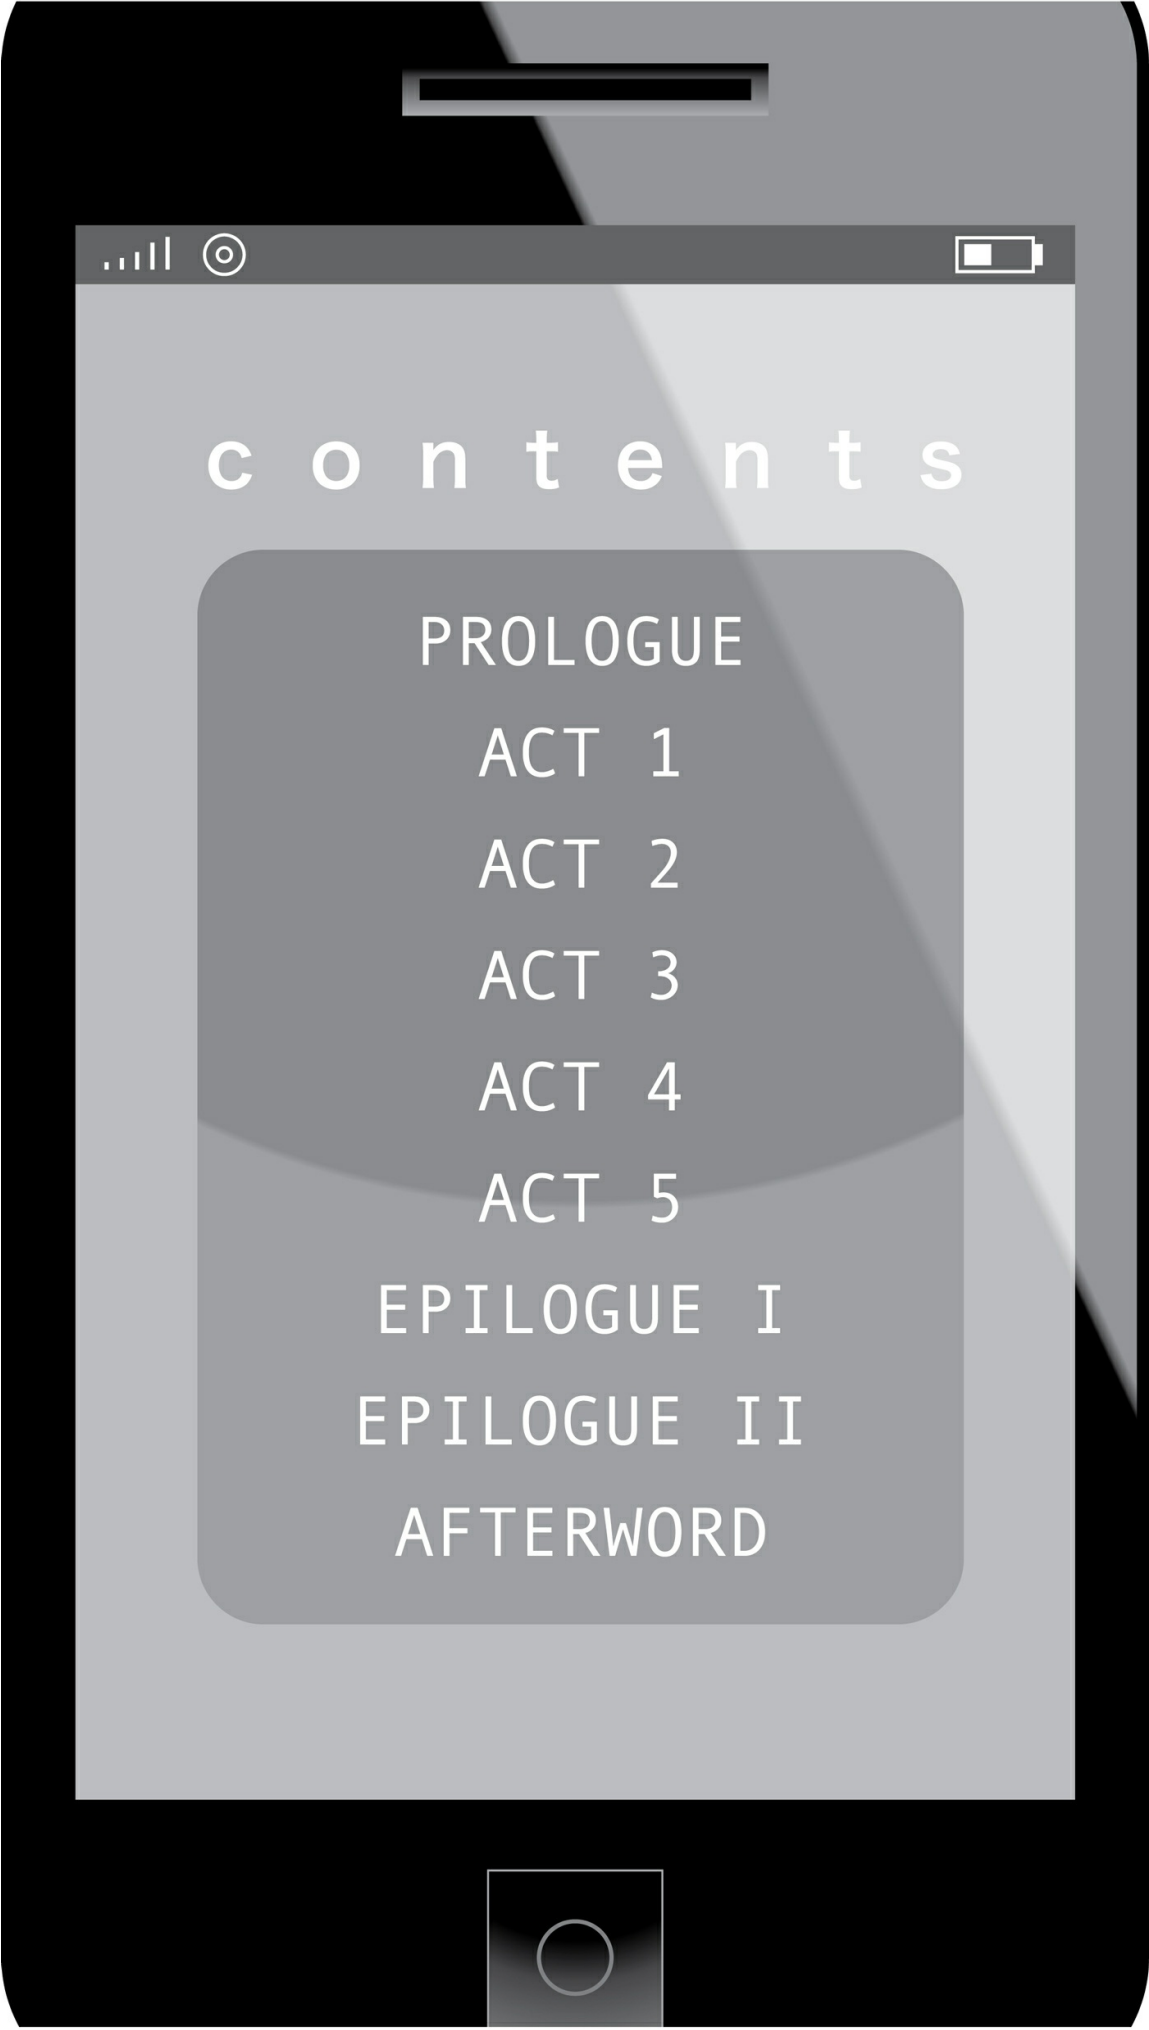 contents
PROLOGUE
ACT 1
ACT 2
ACT 3
ACT 4
ACT 5
EPILOGUE I
EPILOGUE II
AFTERWORD